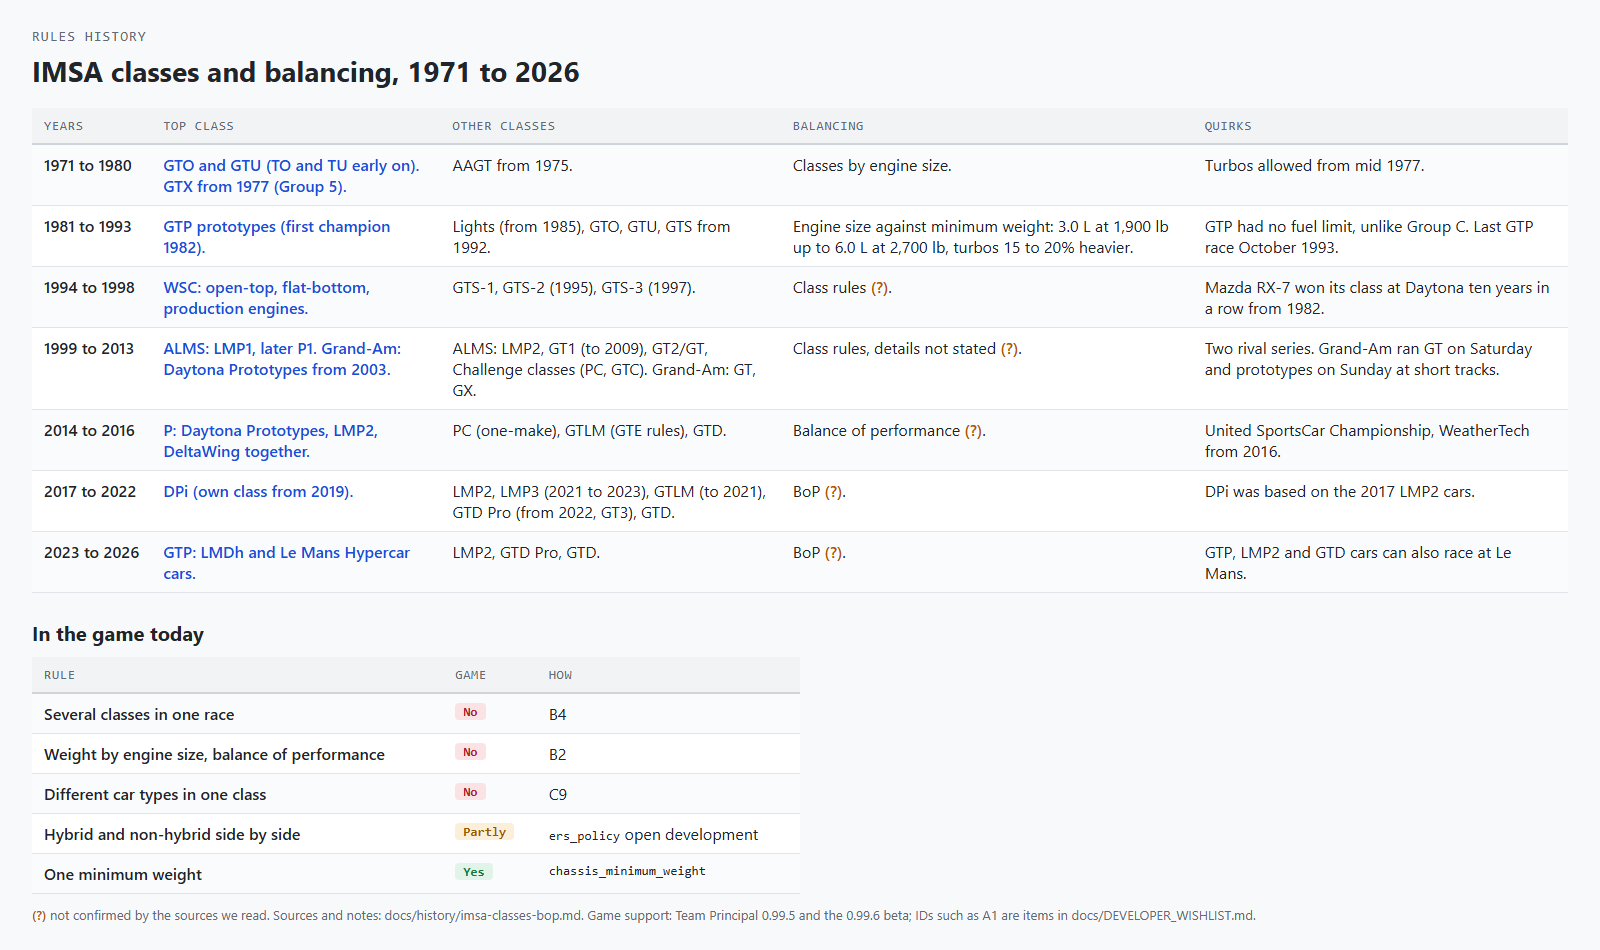 RULES HISTORY
IMSA classes and balancing, 1971 to 2026
YEARS TOP CLASS OTHER CLASSES BALANCING QUIRKS
1971 to 1980 GTO and GTU (TO and TU early on). AAGT from 1975. Classes by engine size. Turbos allowed from mid 1977.
GTX from 1977 (Group 5).
1981 to 1993 GTP prototypes (first champion Lights (from 1985), GTO, GTU, GTS from Engine size against minimum weight: 3.0 L at 1,900 lb GTP had no fuel limit, unlike Group C. Last GTP
1982). 1992. up to 6.0 L at 2,700 lb, turbos 15 to 20% heavier. race October 1993.
1994 to 1998 WSC: open-top, flat-bottom, GTS-1, GTS-2 (1995), GTS-3 (1997). Class rules (?). Mazda RX-7 won its class at Daytona ten years in
production engines. a row from 1982.
1999 to 2013 ALMS: LMP1, later P1. Grand-Am: ALMS: LMP2, GT1 (to 2009), GT2/GT, Class rules, details not stated (?). Two rival series. Grand-Am ran GT on Saturday
Daytona Prototypes from 2003. Challenge classes (PC, GTC). Grand-Am: GT, and prototypes on Sunday at short tracks.
GX.
2014 to 2016 P: Daytona Prototypes, LMP2, PC (one-make), GTLM (GTE rules), GTD. Balance of performance (?). United SportsCar Championship, WeatherTech
DeltaWing together. from 2016.
2017 to 2022 DPi (own class from 2019). LMP2, LMP3 (2021 to 2023), GTLM (to 2021), BoP (?). DPi was based on the 2017 LMP2 cars.
GTD Pro (from 2022, GT3), GTD.
2023 to 2026 GTP: LMDh and Le Mans Hypercar LMP2, GTD Pro, GTD. BoP (?). GTP, LMP2 and GTD cars can also race at Le
cars. Mans.
In the game today
RULE GAME HOW
Several classes in one race No B4
Weight by engine size, balance of performance No B2
Different car types in one class No C9
Hybrid and non-hybrid side by side Partly ers_policy open development
One minimum weight Yes chassis_minimum_weight
(?) not confirmed by the sources we read. Sources and notes: docs/history/imsa-classes-bop.md. Game support: Team Principal 0.99.5 and the 0.99.6 beta; IDs such as A1 are items in docs/DEVELOPER_WISHLIST.md.